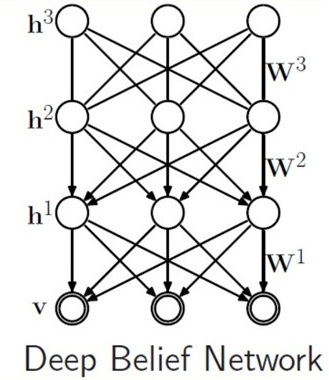 h³
W³
h²
W²
h¹
W¹
v
Deep Belief Network